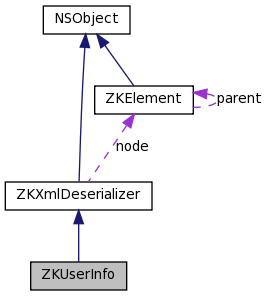 NSObject
ZKElement
parent
node
ZKXmlDeserializer
ZKUserInfo